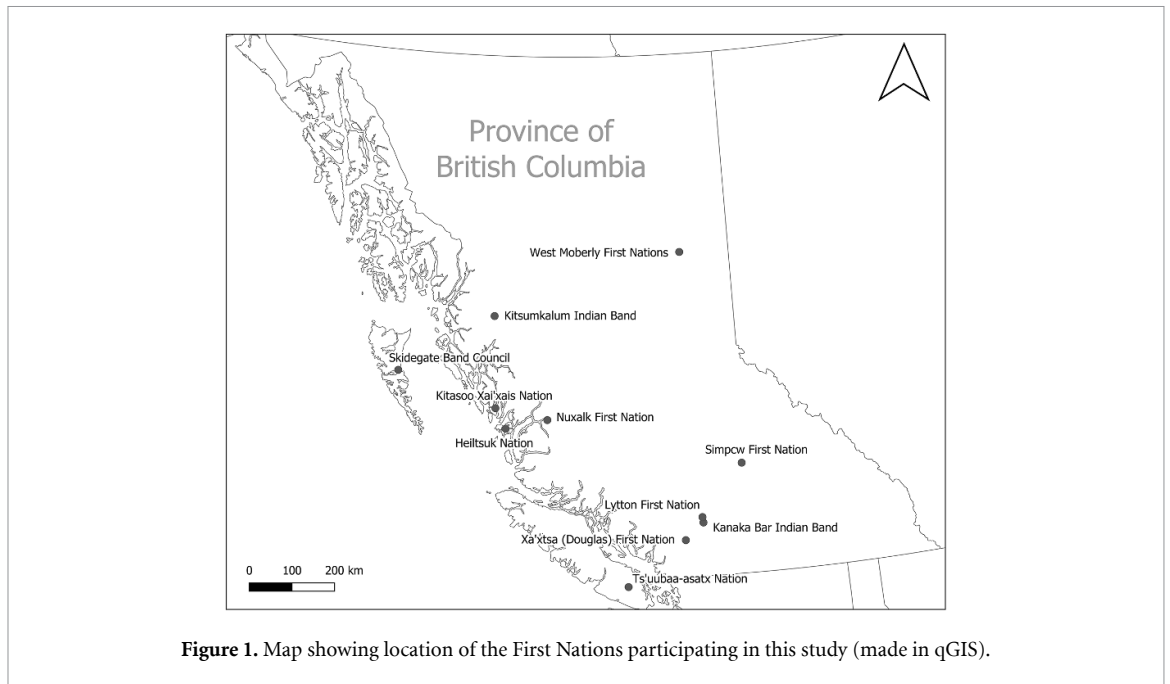 Province of
British Columbia
West Moberly First Nations
Kitsumkalum Indian Band
Skidegate Band Council
Kitasoo Xai'xais Nation
Nuxalk First Nation
Heiltsuk Nation
Simpcw First Nation
Lytton First Nation
Kanaka Bar Indian Band
Xa'xtsa (Douglas) First Nation
Ts'uubaa-asatx Nation
0 100 200 km
Figure 1. Map showing location of the First Nations participating in this study (made in qGIS).